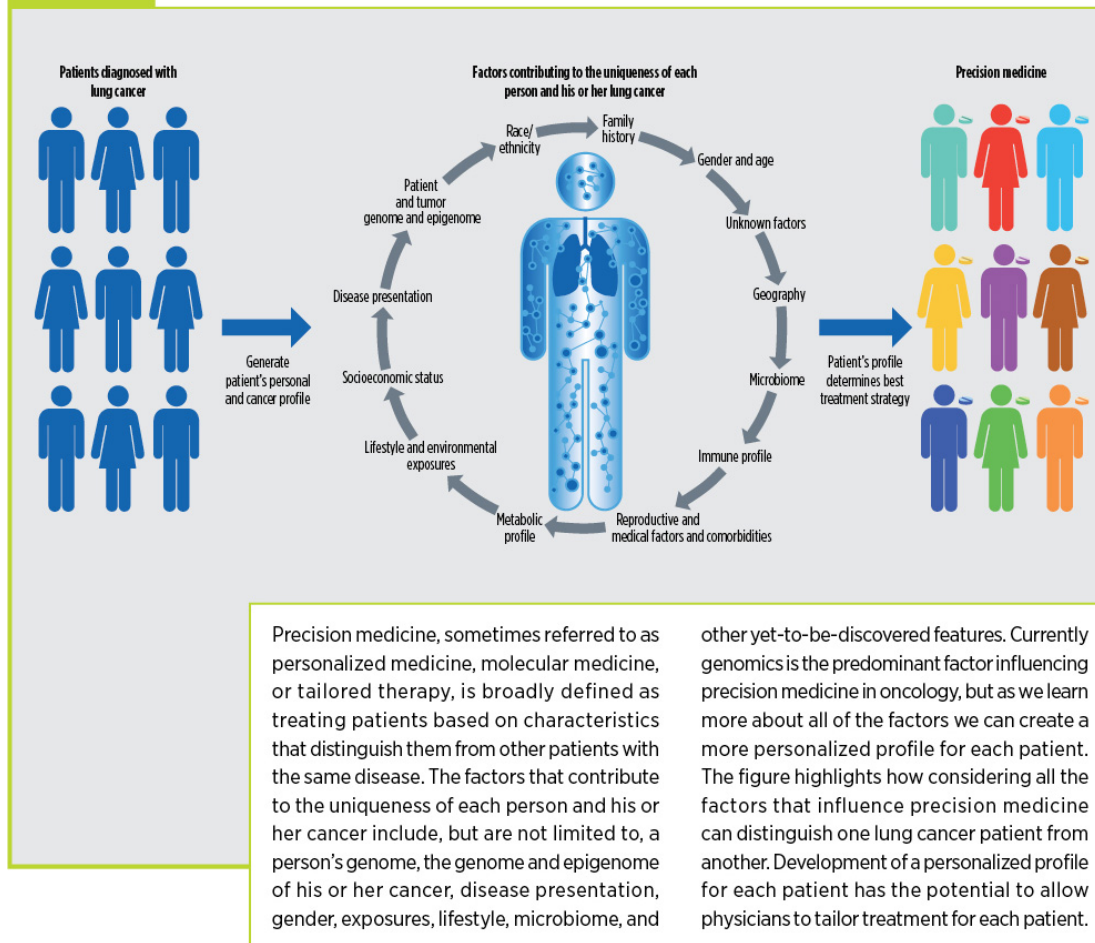 Patients diagnosed with
lung cancer
Generate
patient's personal
and cancer profile
Factors contributing to the uniqueness of each
person and his or her lung cancer
Race/
ethnicity
Family
history
Gender and age
Unknown factors
Geography
Microbiome
Immune profile
Reproductive and
medical factors and comorbidities
Metabolic
profile
Lifestyle and environmental
exposures
Socioeconomic status
Disease presentation
Patient
and tumor
genome and epigenome
Patient's profile
determines best
treatment strategy
Precision medicine
Precision medicine, sometimes referred to as
personalized medicine, molecular medicine,
or tailored therapy, is broadly defined as
treating patients based on characteristics
that distinguish them from other patients with
the same disease. The factors that contribute
to the uniqueness of each person and his or
her cancer include, but are not limited to, a
person's genome, the genome and epigenome
of his or her cancer, disease presentation,
gender, exposures, lifestyle, microbiome, and
other yet-to-be-discovered features. Currently
genomics is the predominant factor influencing
precision medicine in oncology, but as we learn
more about all of the factors we can create a
more personalized profile for each patient.
The figure highlights how considering all the
factors that influence precision medicine
can distinguish one lung cancer patient from
another. Development of a personalized profile
for each patient has the potential to allow
physicians to tailor treatment for each patient.